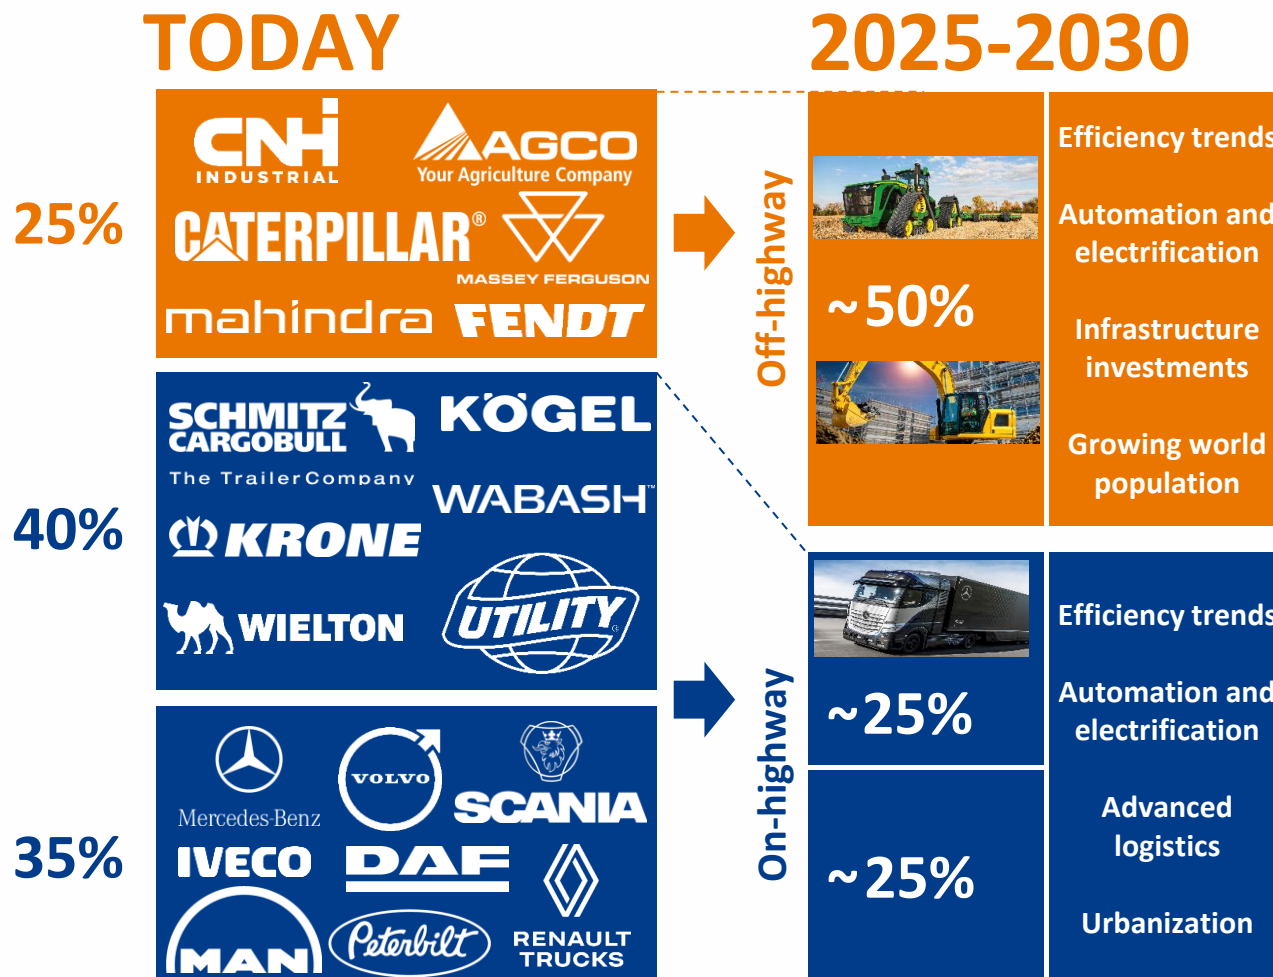 TODAY
2025-2030
25%
CNH
INDUSTRIAL
AGCO
Your Agriculture Company
CATERPILLAR®
MASSEY FERGUSON
mahindra
FENDT
40%
SCHMITZ
CARGOBULL
The Trailer Company
KÖGEL
WABASH™
KRONE
WIELTON
UTILITY
35%
Mercedes-Benz
VOLVO
SCANIA
IVECO
DAF
MAN
Peterbilt
RENAULT
TRUCKS
Off-highway
~50%
Efficiency trends
Automation and
electrification
Infrastructure
investments
Growing world
population
On-highway
~25%
~25%
Efficiency trends
Automation and
electrification
Advanced
logistics
Urbanization